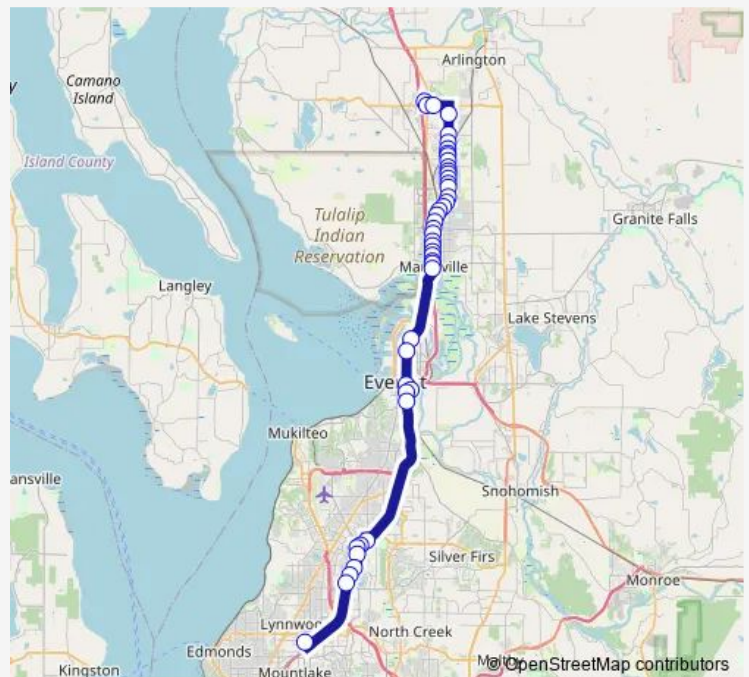 Arlington
Camano
Island
Island County
Tulalip
Indian
Reservation
Granite Falls
Langley
Lake Stevens
Mukilteo
ansville
Snohomish
Silver Firs
Monroe
Edmonds
North Creek
Kingston
Mountlake
© OpenStreetMap contributors